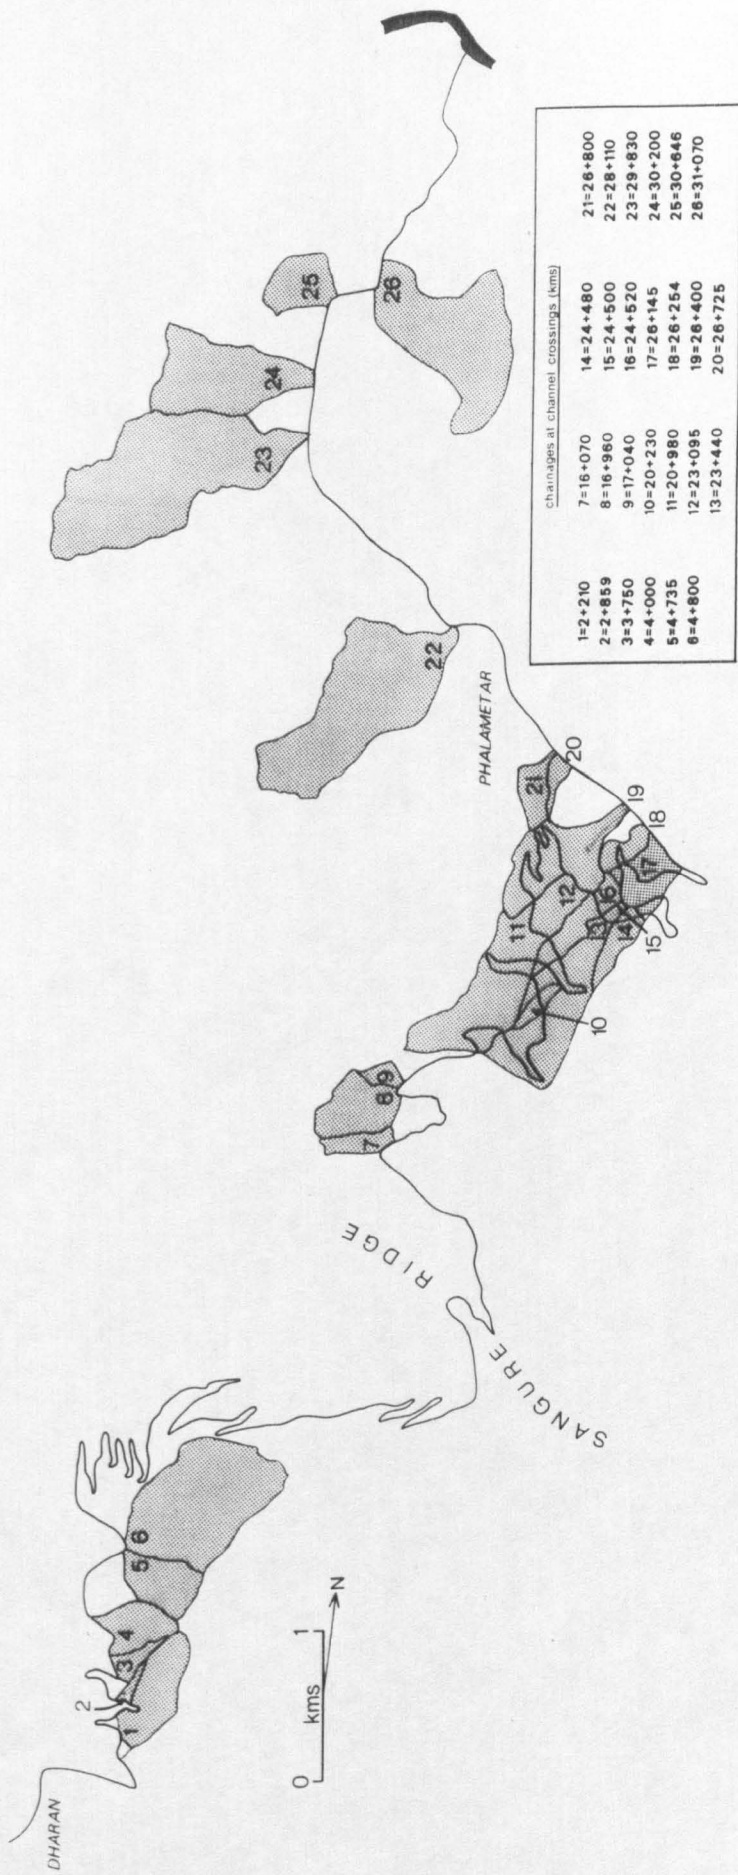 DHARAN
1
2
3
4
5
6
0
1
kms
N
SANGURE
RIDGE
7
8
9
10
11
12
13
14
15
16
17
18
19
20
21
PHALAMETAR
22
23
24
25
26
chainages at channel crossings (kms)
1=2+210 7=16+070 14=24+480 21=26+800
2=2+859 8=16+960 15=24+500 22=28+110
3=3+750 9=17+040 16=24+520 23=29+830
4=4+000 10=20+230 17=26+145 24=30+200
5=4+735 11=20+980 18=26+254 25=30+646
6=4+800 12=23+095 19=26+400 26=31+070
13=23+440 20=26+725